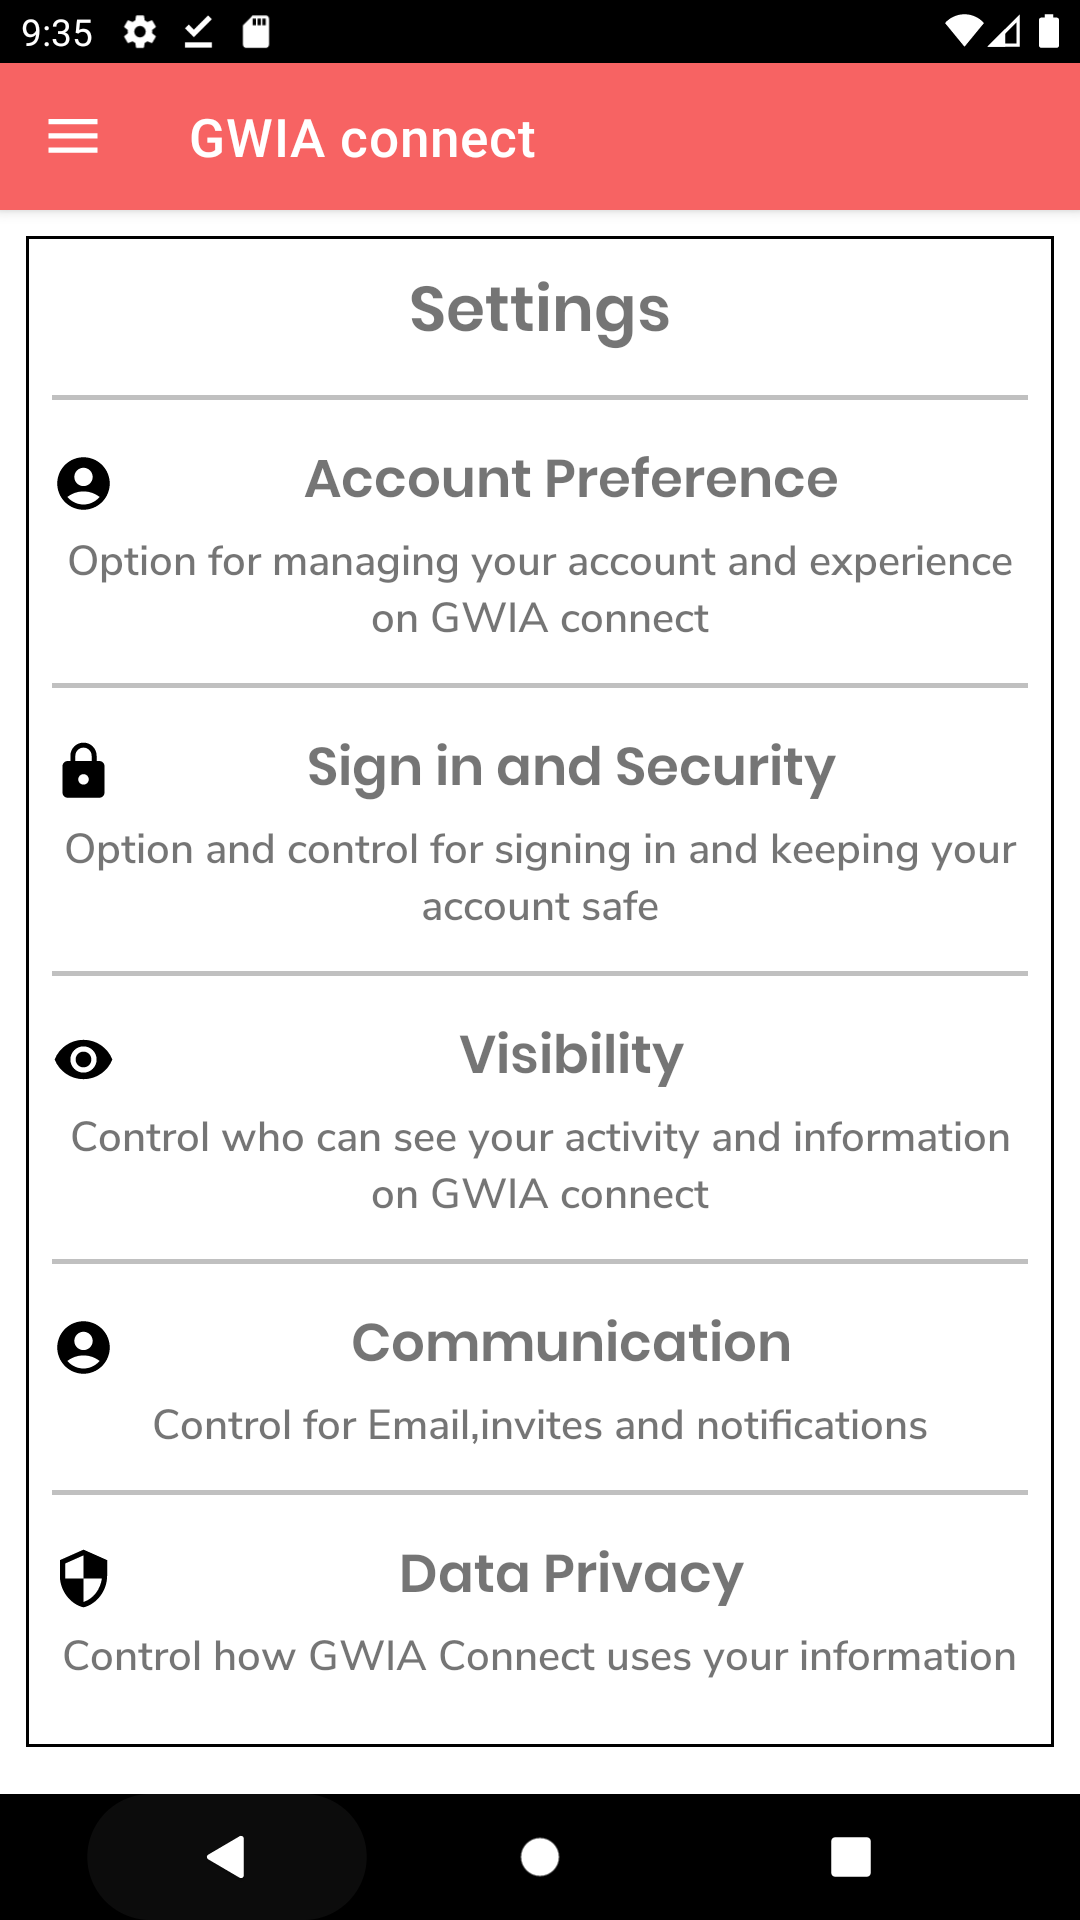 9:35
GWIA connect
Settings
Account Preference
Option for managing your account and experience
on GWIA connect
Sign in and Security
Option and control for signing in and keeping your
account safe
Visibility
Control who can see your activity and information
on GWIA connect
Communication
Control for Email,invites and notifications
Data Privacy
Control how GWIA Connect uses your information